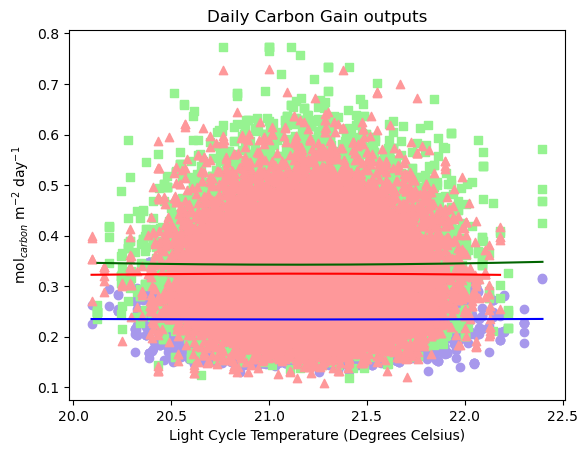 Daily Carbon Gain outputs
0.8
0.7
0.6
0.5
0.4
0.3
0.2
0.1
mol_carbon m⁻² day⁻¹
20.0 20.5 21.0 21.5 22.0 22.5
Light Cycle Temperature (Degrees Celsius)